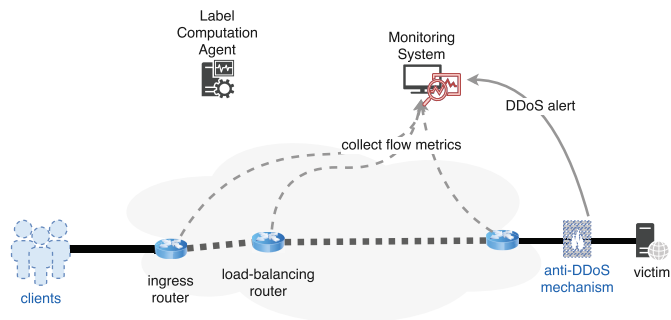 Label
Computation
Agent
Monitoring
System
DDoS alert
collect flow metrics
clients
ingress
router
load-balancing
router
anti-DDoS
mechanism
victim